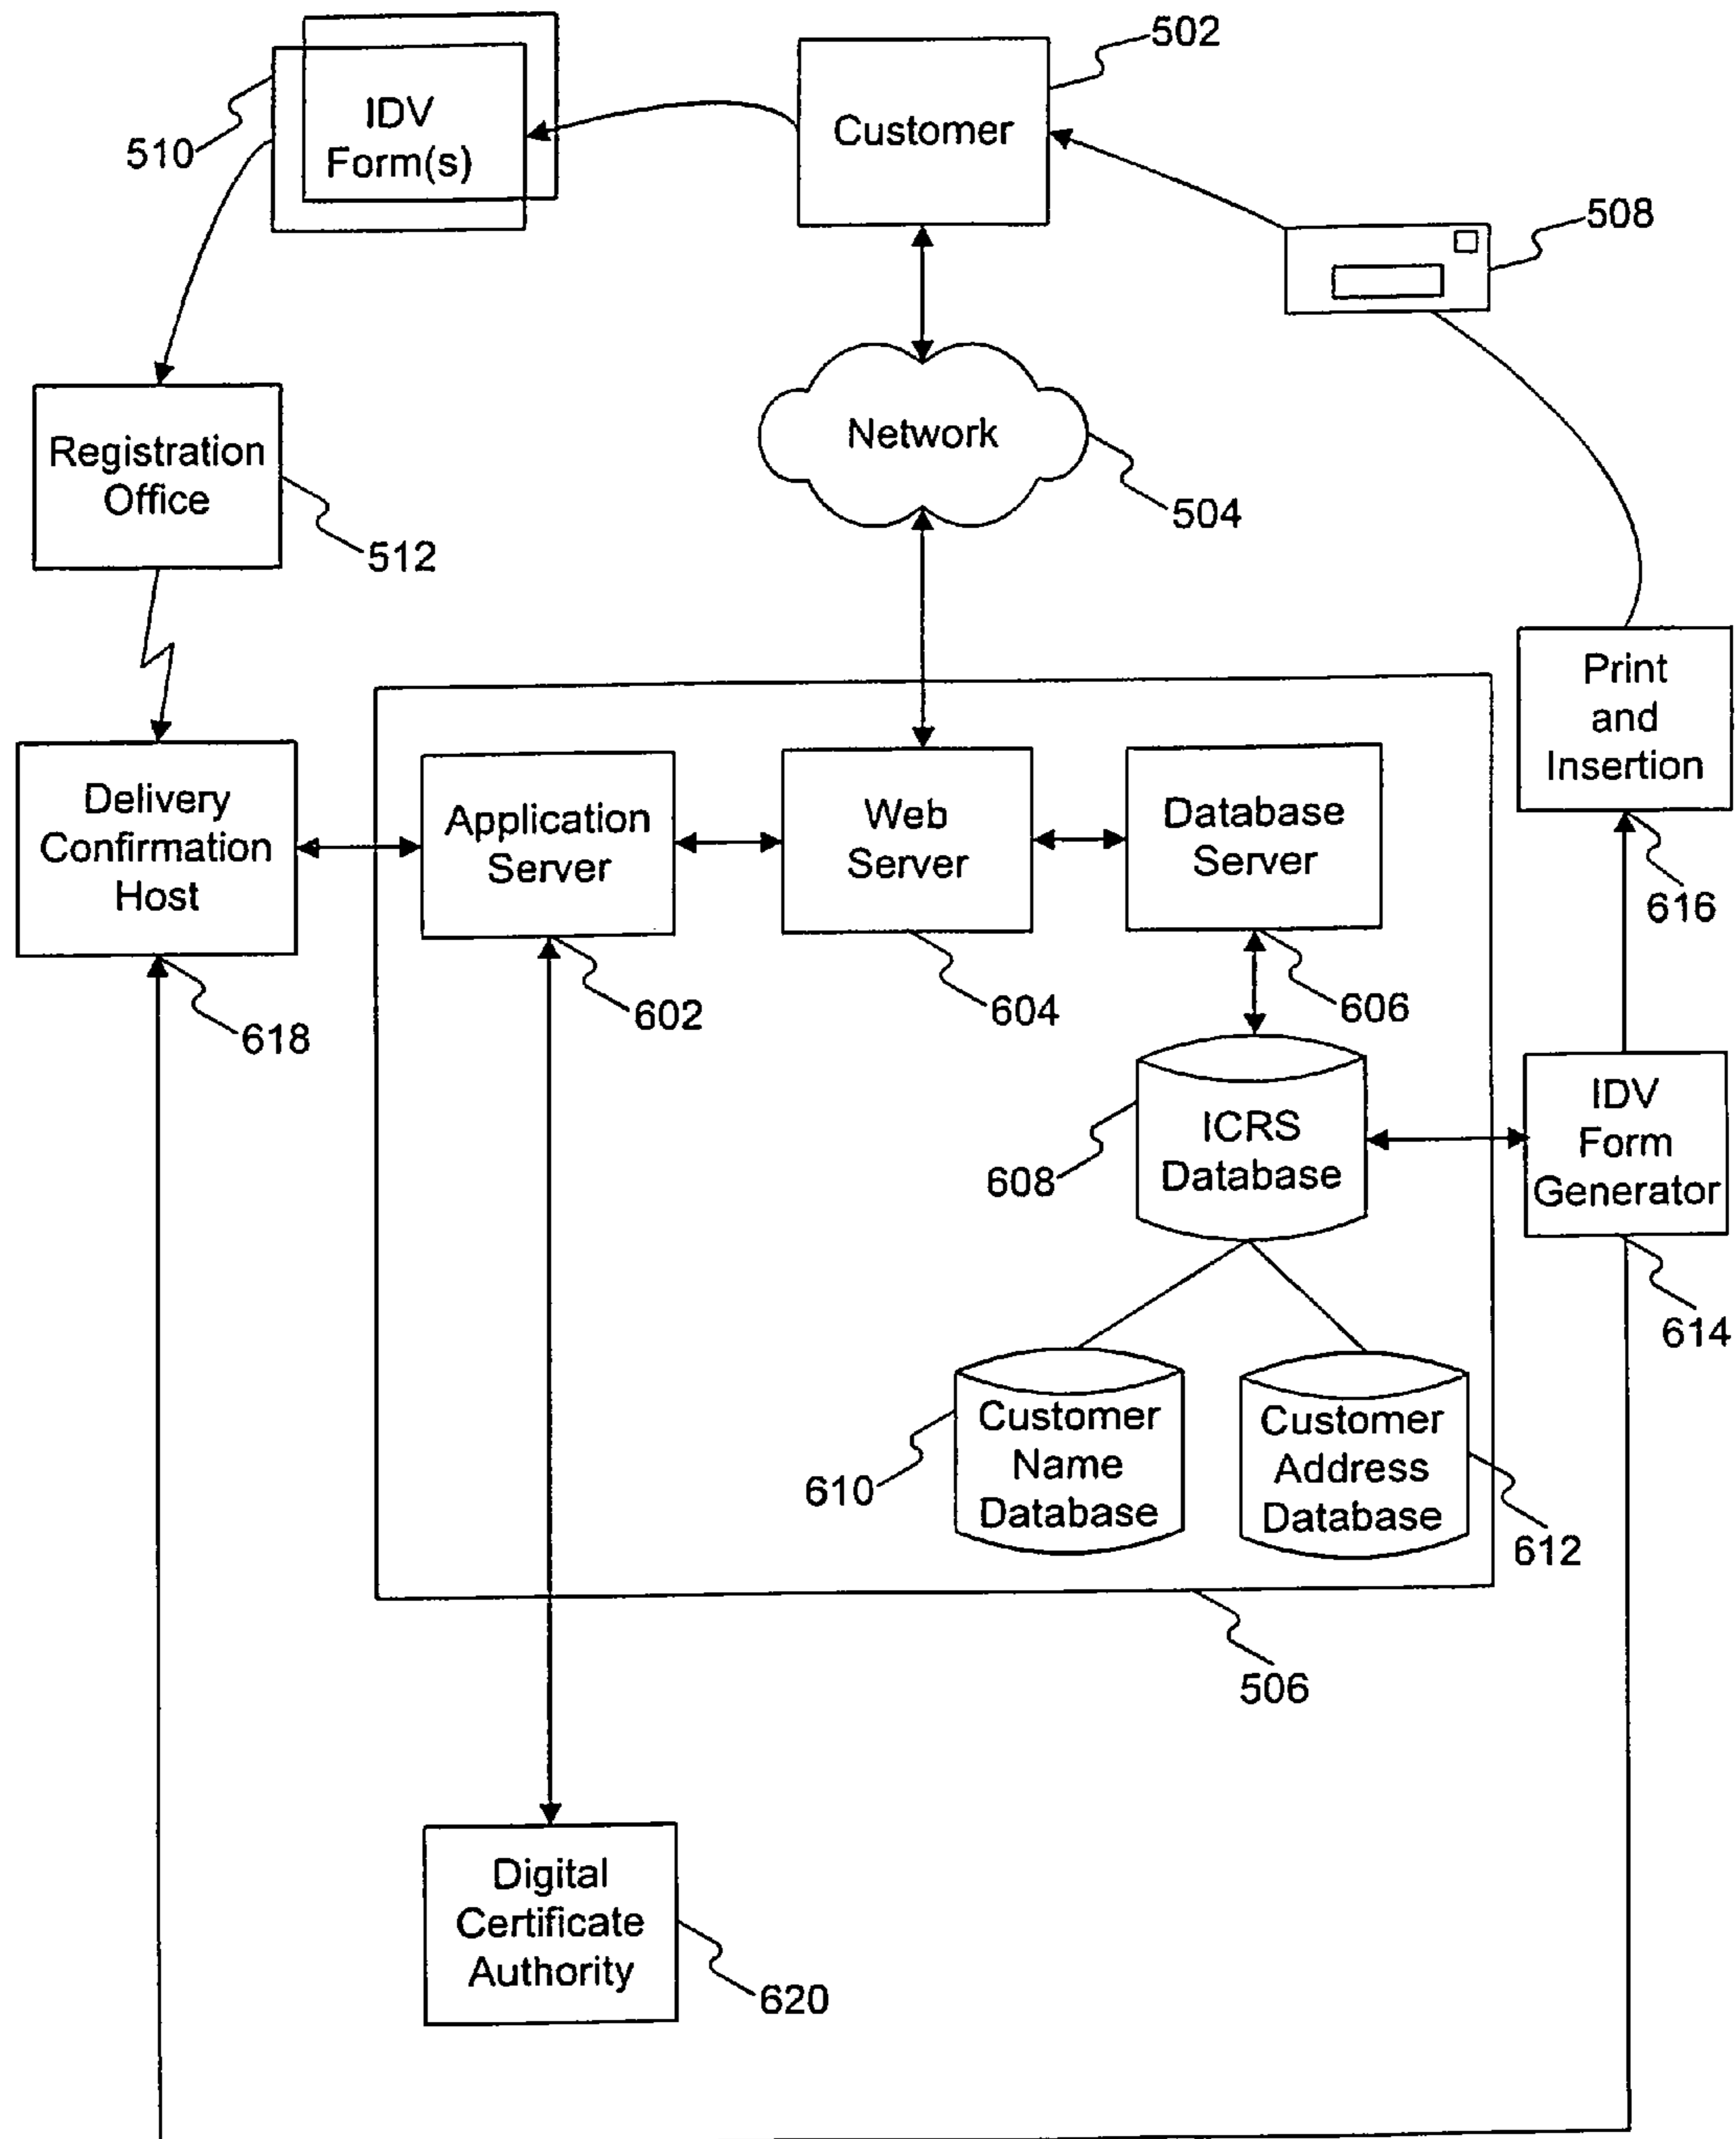 502
IDV
Form(s)
510
Customer
508
Network
504
Registration
Office
512
Print
and
Insertion
616
Delivery
Confirmation
Host
618
Application
Server
602
Web
Server
604
Database
Server
606
ICRS
Database
608
IDV
Form
Generator
614
Customer
Name
Database
610
Customer
Address
Database
612
506
Digital
Certificate
Authority
620